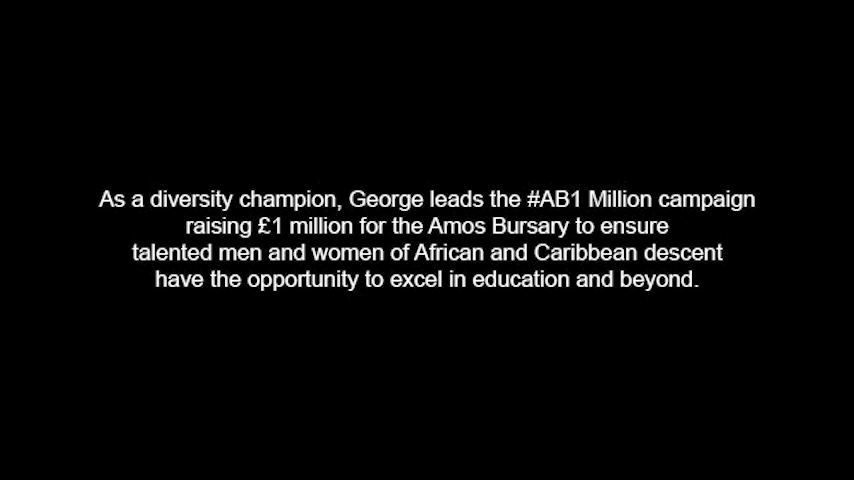 As a diversity champion, George leads the #AB1 Million campaign
raising £1 million for the Amos Bursary to ensure
talented men and women of African and Caribbean descent
have the opportunity to excel in education and beyond.